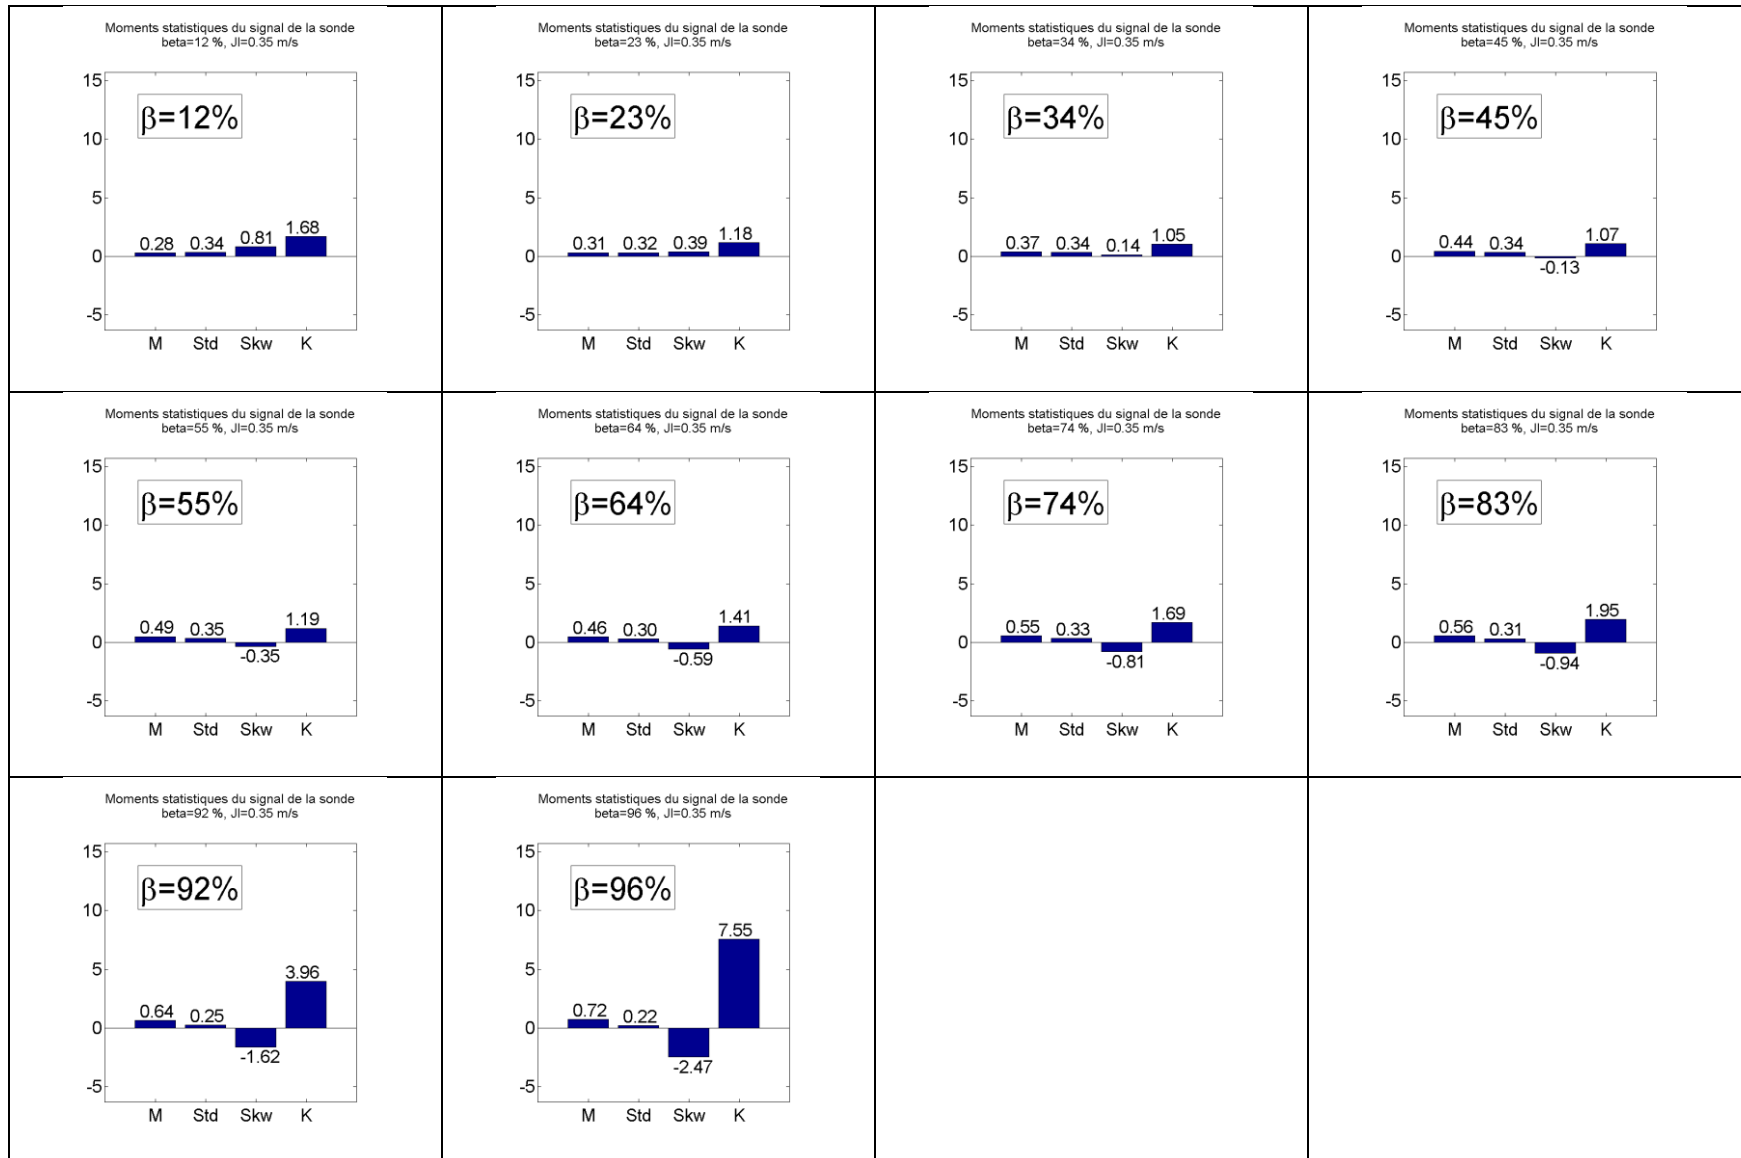 Moments statistiques du signal de la sonde
beta=12 %, Jl=0.35 m/s
15
10
5
0
-5
β=12%
0.28 0.34 0.81 1.68
M Std Skw K
Moments statistiques du signal de la sonde
beta=23 %, Jl=0.35 m/s
15
10
5
0
-5
β=23%
0.31 0.32 0.39 1.18
M Std Skw K
Moments statistiques du signal de la sonde
beta=34 %, Jl=0.35 m/s
15
10
5
0
-5
β=34%
0.37 0.34 0.14 1.05
M Std Skw K
Moments statistiques du signal de la sonde
beta=45 %, Jl=0.35 m/s
15
10
5
0
-5
β=45%
0.44 0.34 -0.13 1.07
M Std Skw K
Moments statistiques du signal de la sonde
beta=55 %, Jl=0.35 m/s
15
10
5
0
-5
β=55%
0.49 0.35 -0.35 1.19
M Std Skw K
Moments statistiques du signal de la sonde
beta=64 %, Jl=0.35 m/s
15
10
5
0
-5
β=64%
0.46 0.30 -0.59 1.41
M Std Skw K
Moments statistiques du signal de la sonde
beta=74 %, Jl=0.35 m/s
15
10
5
0
-5
β=74%
0.55 0.33 -0.81 1.69
M Std Skw K
Moments statistiques du signal de la sonde
beta=83 %, Jl=0.35 m/s
15
10
5
0
-5
β=83%
0.56 0.31 -0.94 1.95
M Std Skw K
Moments statistiques du signal de la sonde
beta=92 %, Jl=0.35 m/s
15
10
5
0
-5
β=92%
0.64 0.25 -1.62 3.96
M Std Skw K
Moments statistiques du signal de la sonde
beta=96 %, Jl=0.35 m/s
15
10
5
0
-5
β=96%
0.72 0.22 -2.47 7.55
M Std Skw K